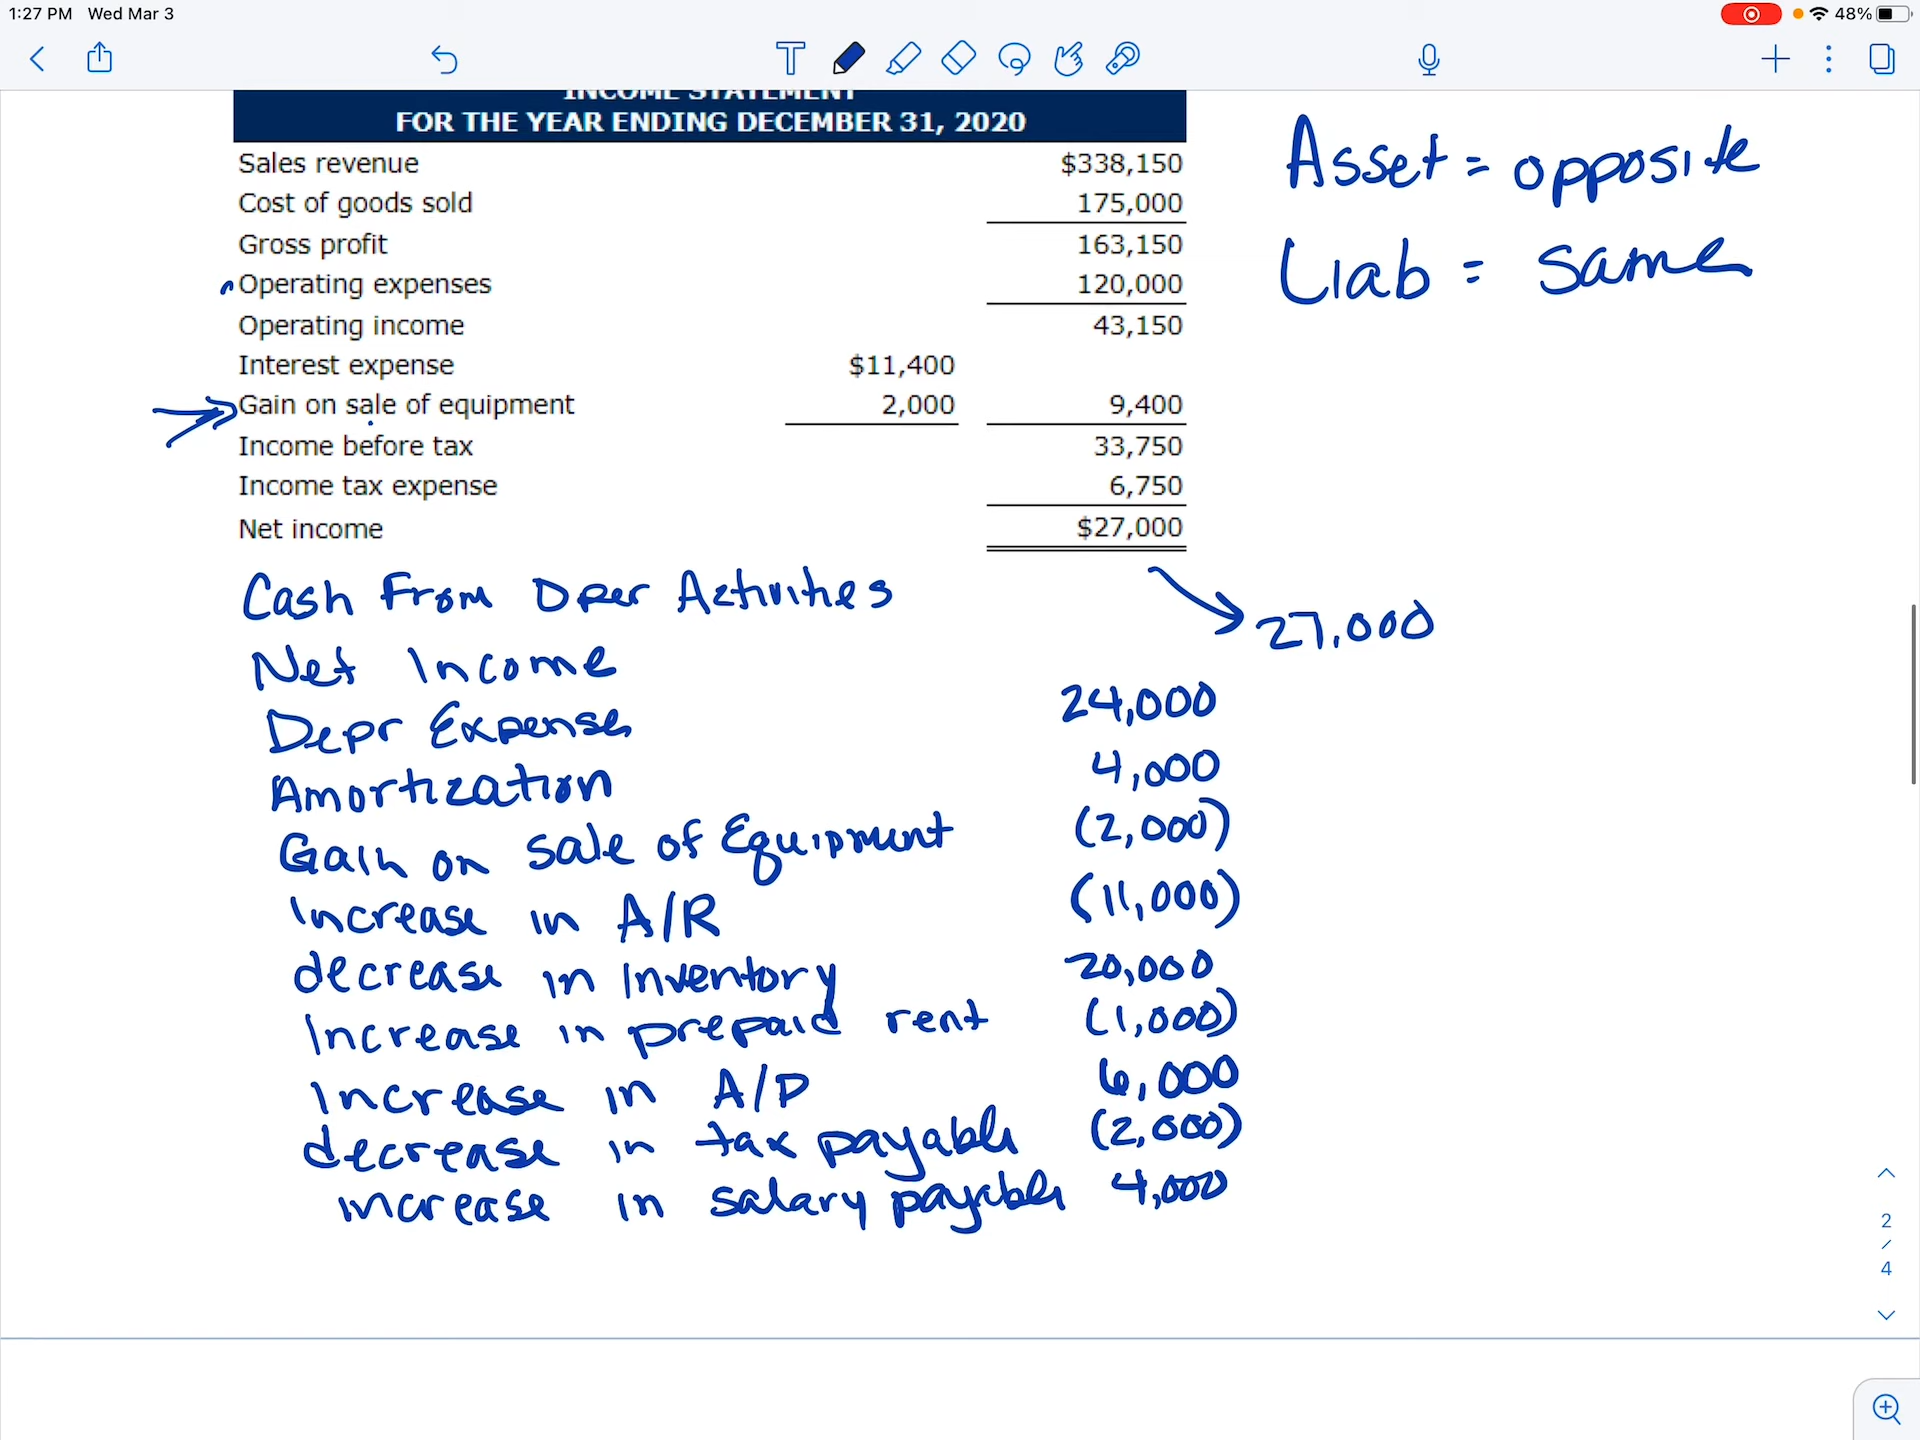 1:27 PM Wed Mar 3 48%
INCOME STATEMENT
FOR THE YEAR ENDING DECEMBER 31, 2020
Sales revenue $338,150
Cost of goods sold 175,000
Gross profit 163,150
Operating expenses 120,000
Operating income 43,150
Interest expense $11,400
Gain on sale of equipment 2,000 9,400
Income before tax 33,750
Income tax expense 6,750
Net income $27,000
Asset = opposite
Liab = same
Cash From Oper Activities
Net Income 27,000
Depr Expense 24,000
Amortization 4,000
Gain on sale of Equipment (2,000)
Increase in A/R (11,000)
decrease in Inventory 20,000
Increase in prepaid rent (1,000)
Increase in A/P 6,000
decrease in tax payable (2,000)
increase in salary payable 4,000
2
/
4